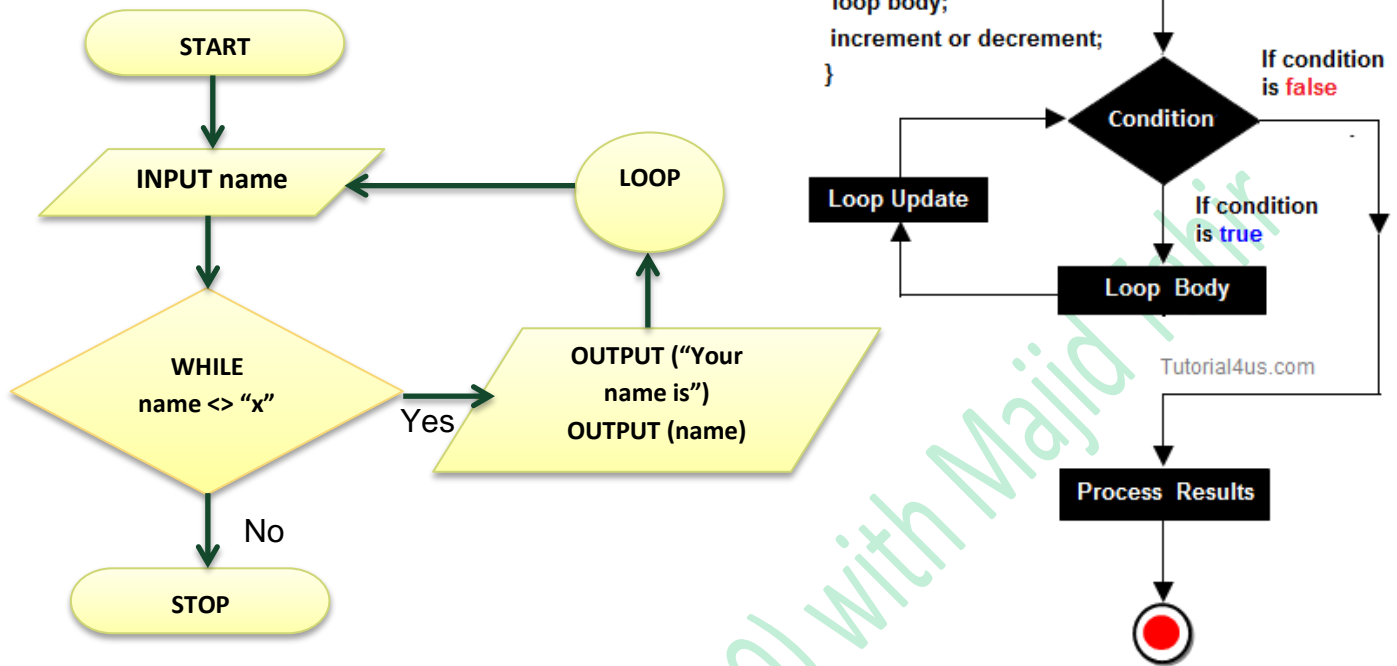 START
INPUT name
LOOP
WHILE
name <> “x”
Yes
OUTPUT (“Your
name is”)
OUTPUT (name)
No
STOP
loop body;
increment or decrement;
}
Condition
If condition
is false
Loop Update
If condition
is true
Loop Body
Tutorial4us.com
Process Results
with Majid Tahir